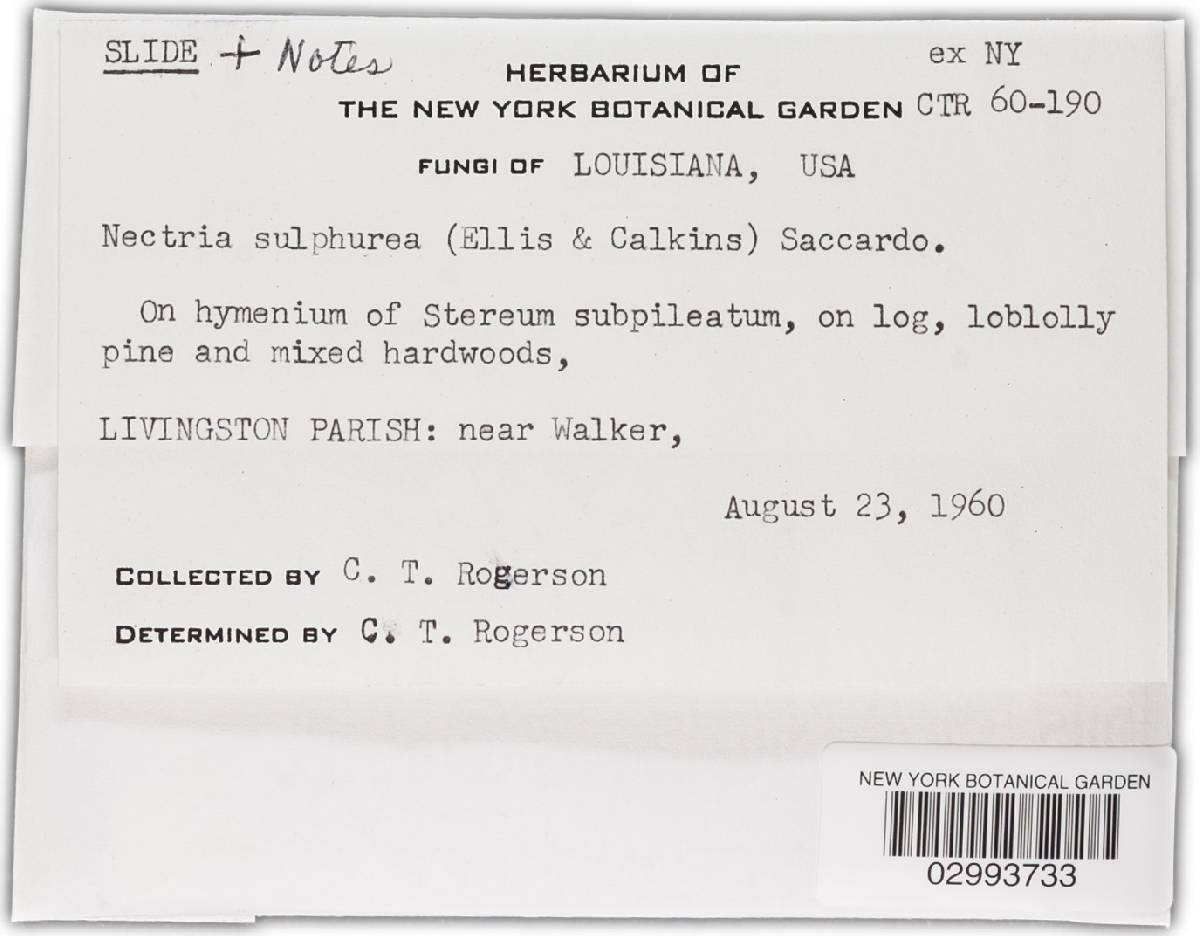 SLIDE + Notes
ex NY
HERBARIUM OF
THE NEW YORK BOTANICAL GARDEN CTR 60-190
FUNGI OF LOUISIANA, USA
Nectria sulphurea (Ellis & Calkins) Saccardo.
On hymenium of Stereum subpileatum, on log, loblolly
pine and mixed hardwoods,
LIVINGSTON PARISH: near Walker,
August 23, 1960
COLLECTED BY C. T. Rogerson
DETERMINED BY C. T. Rogerson
NEW YORK BOTANICAL GARDEN
02993733